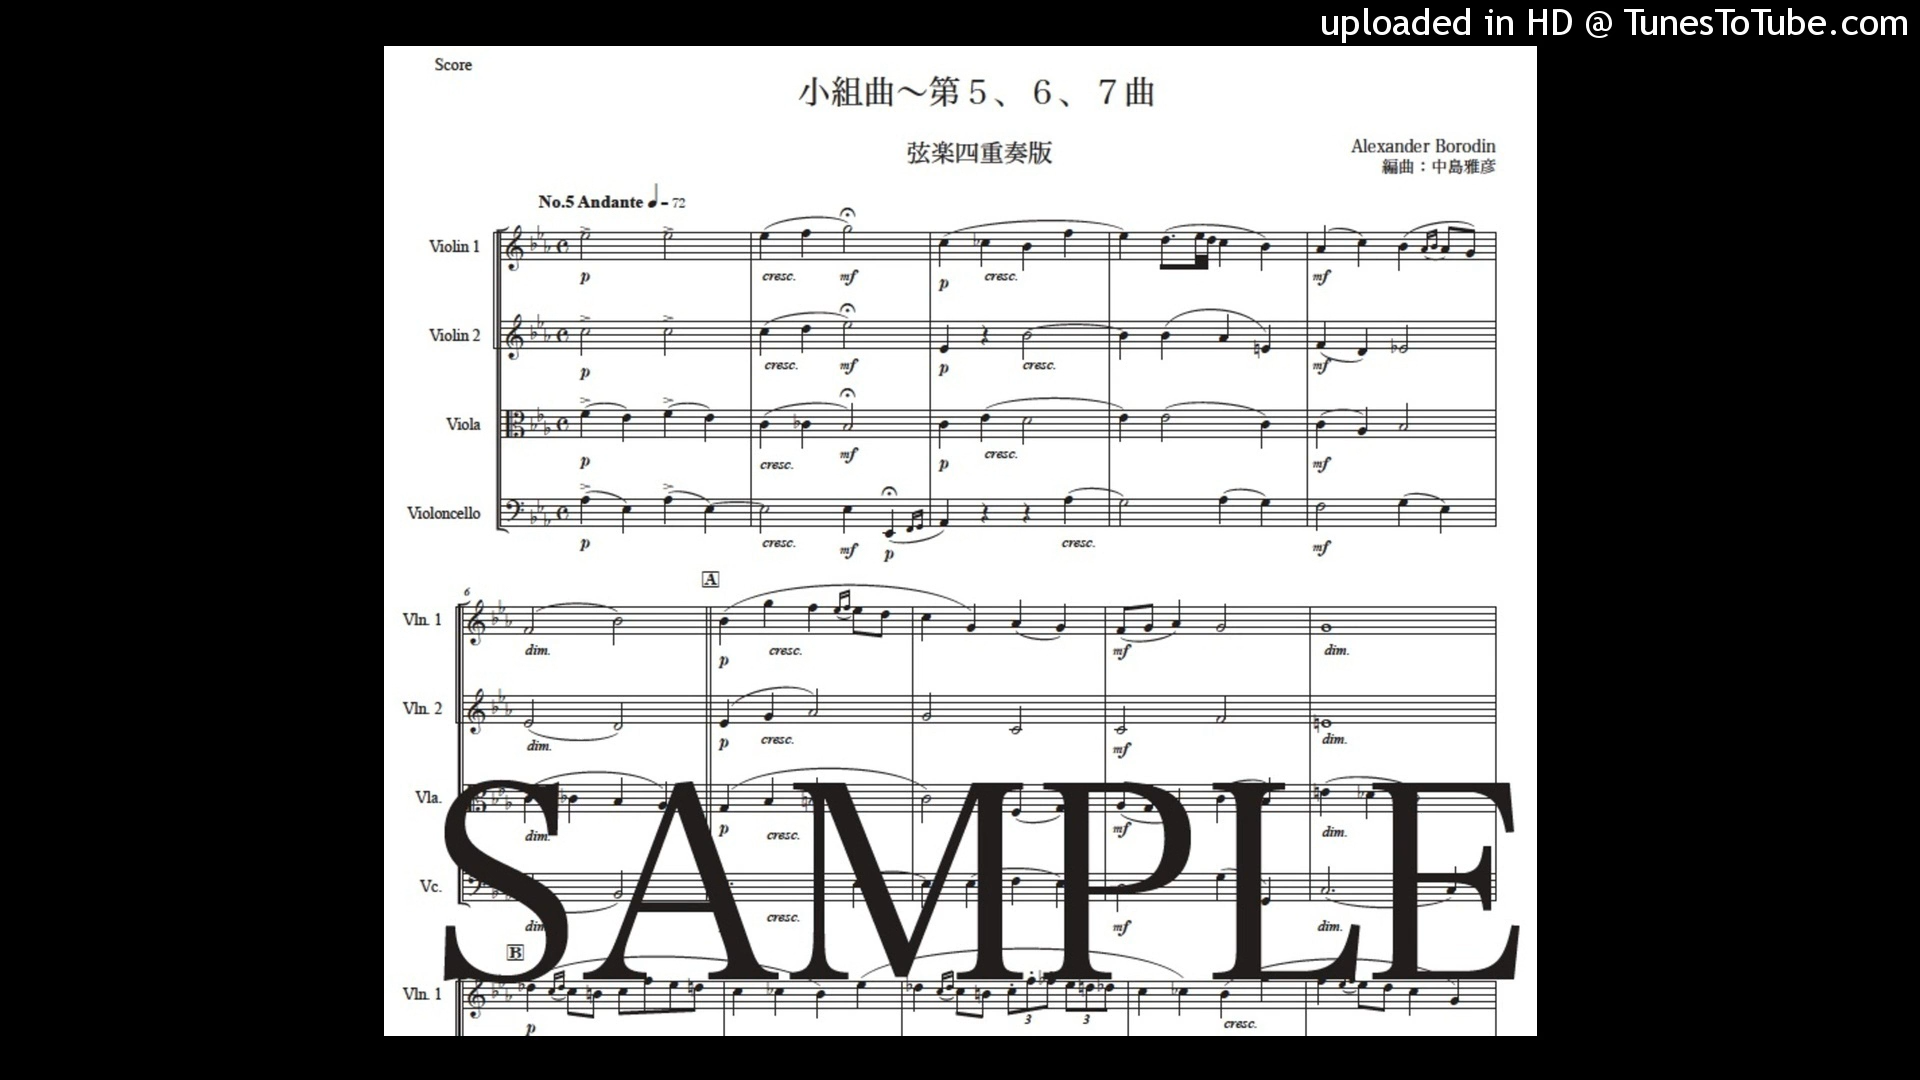 uploaded in HD @ TunesToTube.com
Score
小組曲～第５、６、７曲
弦楽四重奏版
Alexander Borodin
編曲：中島雅彦
No.5 Andante ♩= 72
Violin 1
p cresc. mf p cresc. mf
Violin 2
p cresc. mf p cresc. mf
Viola
p cresc. mf p cresc. mf
Violoncello
p cresc. mf p cresc. mf
6
A
Vln. 1
dim. p cresc. mf dim.
Vln. 2
dim. p cresc. mf dim.
Vla.
dim. p cresc. mf dim.
Vc.
dim. cresc. mf dim.
SAMPLE
B
Vln. 1
3 3
p cresc.